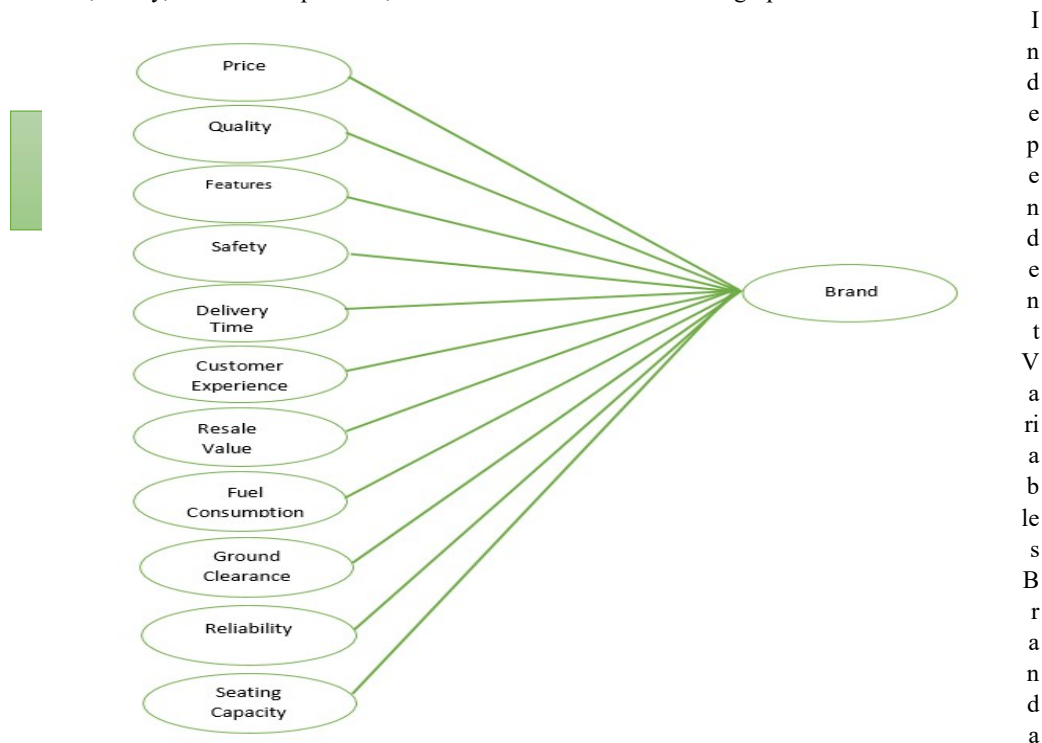 Price
Quality
Features
Safety
Delivery
Time
Customer
Experience
Resale
Value
Fuel
Consumption
Ground
Clearance
Reliability
Seating
Capacity
Brand
I
n
d
e
p
e
n
d
e
n
t
V
a
ri
a
b
le
s
B
r
a
n
d
a